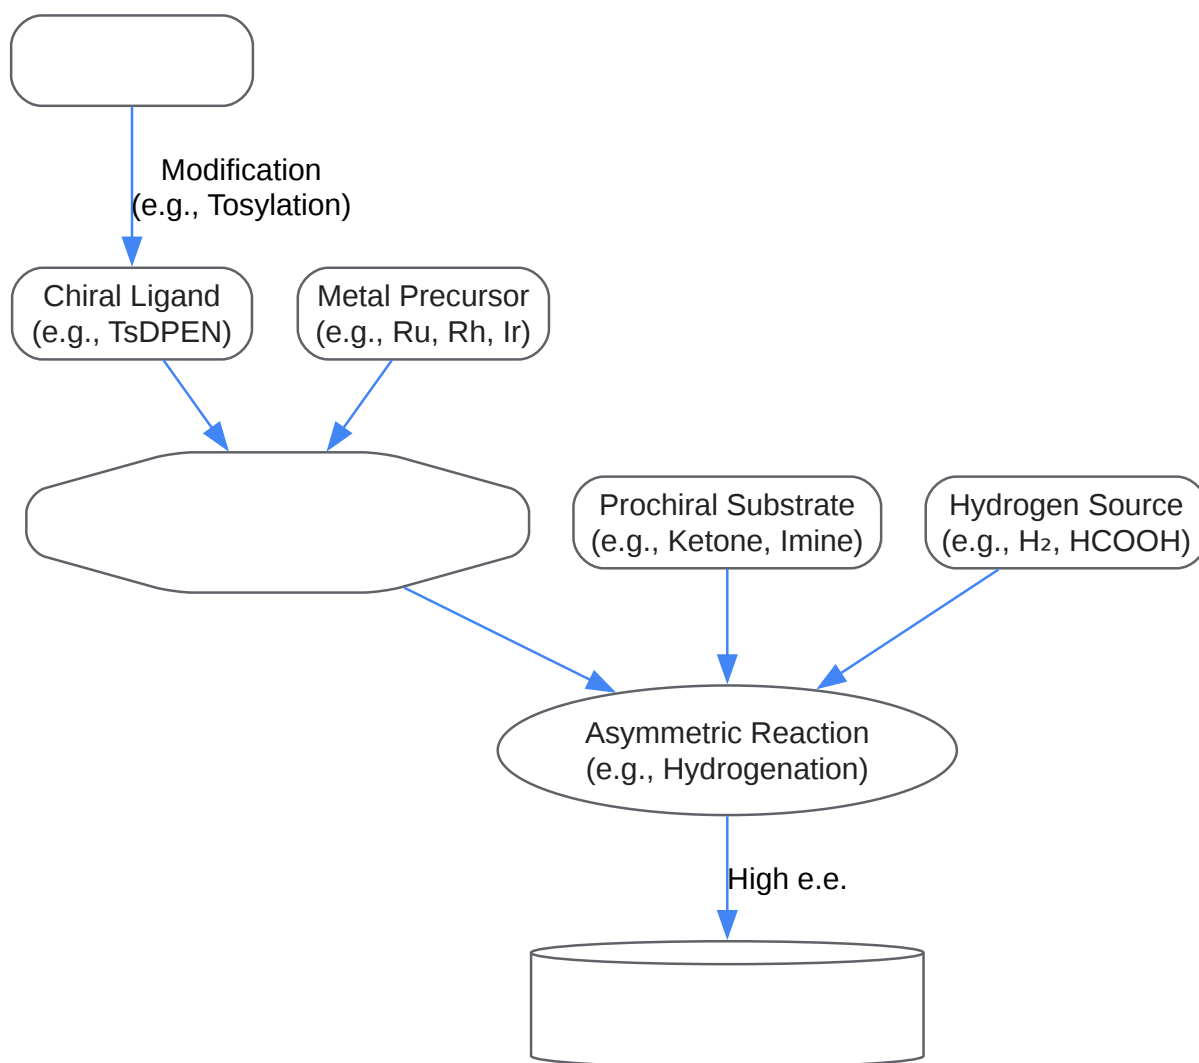 Modification
(e.g., Tosylation)
Chiral Ligand
(e.g., TsDPEN)
Metal Precursor
(e.g., Ru, Rh, Ir)
Prochiral Substrate
(e.g., Ketone, Imine)
Hydrogen Source
(e.g., H₂, HCOOH)
Asymmetric Reaction
(e.g., Hydrogenation)
High e.e.